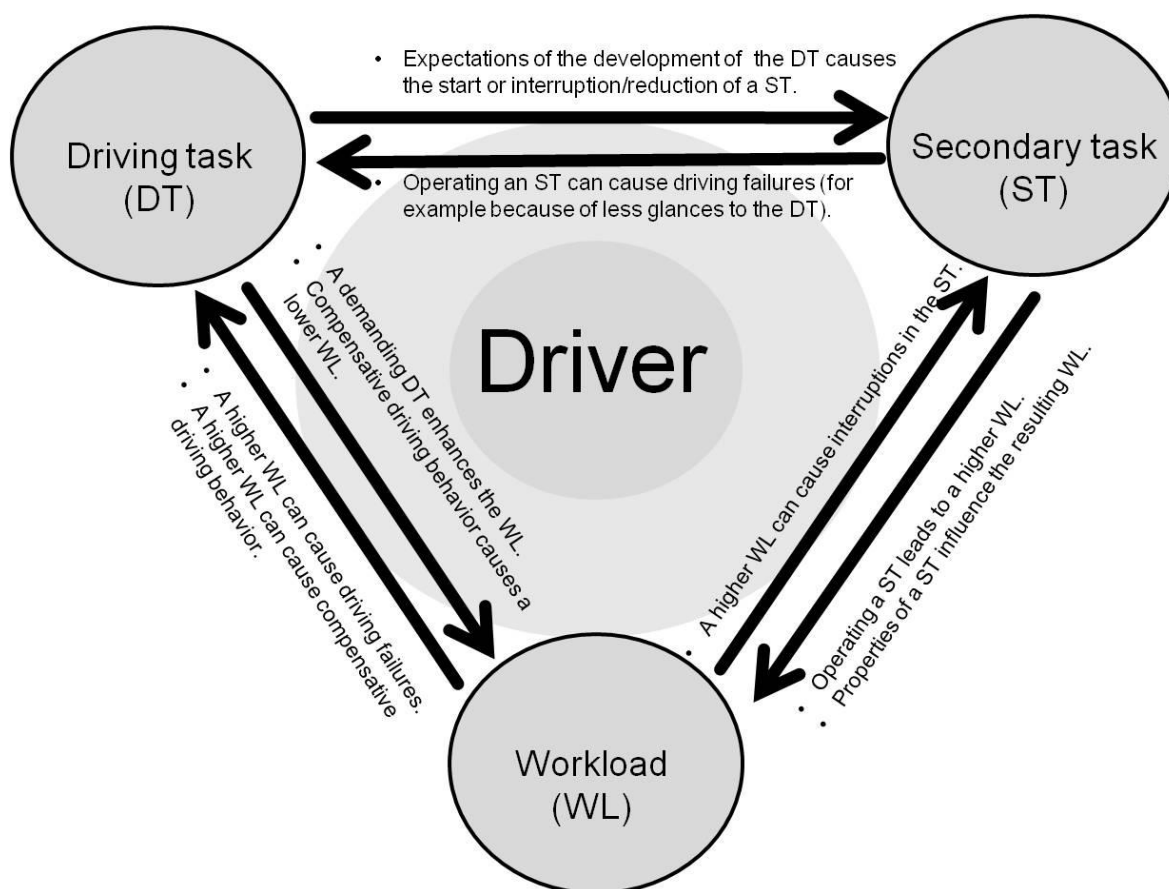 • Expectations of the development of the DT causes
the start or interruption/reduction of a ST.
Driving task
(DT)
Secondary task
(ST)
• Operating an ST can cause driving failures (for
example because of less glances to the DT).
Driver
• A demanding DT enhances the WL.
• Compensative driving behavior causes a
lower WL.
• A higher WL can cause driving failures.
• A higher WL can cause compensative
driving behavior.
• A higher WL can cause interruptions in the ST.
• Operating a ST leads to a higher WL.
• Properties of a ST influence the resulting WL.
Workload
(WL)